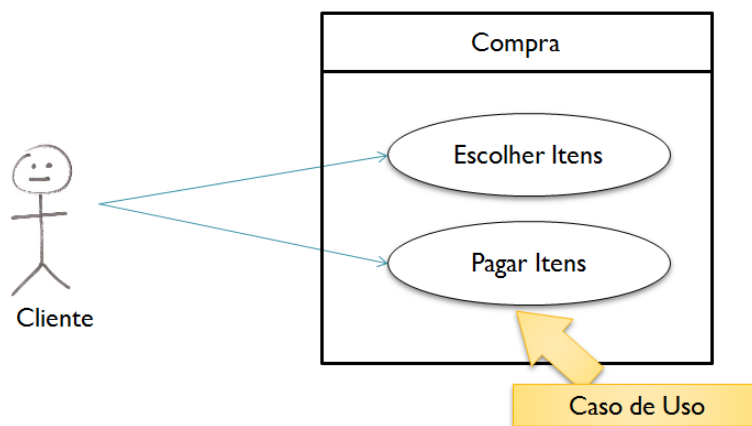 Compra
Escolher Itens
Pagar Itens
Cliente
Caso de Uso